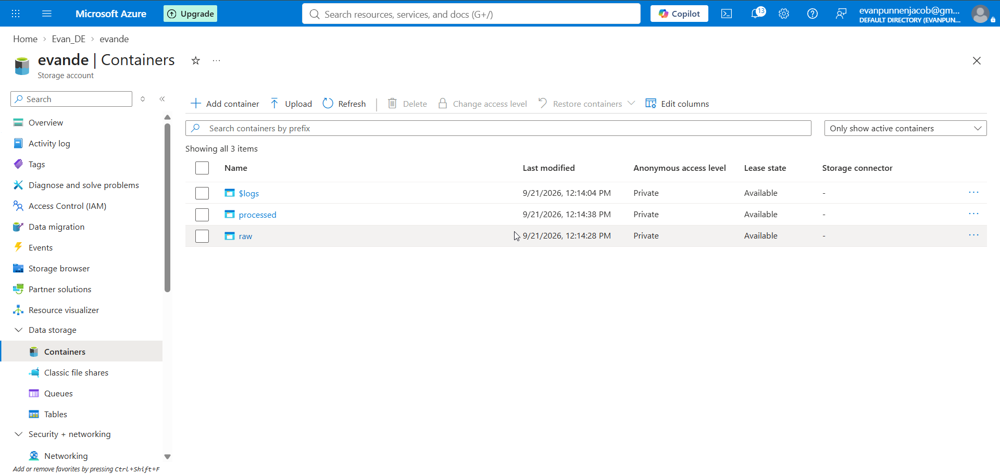 Microsoft Azure
Upgrade
Search resources, services, and docs (G+/)
Copilot
13
evanpunnenjacob@gm...
DEFAULT DIRECTORY (EVANPUN...
Home > Evan_DE > evande
evande | Containers
Storage account
Search
Add container
Upload
Refresh
Delete
Change access level
Restore containers
Edit columns
Search containers by prefix
Only show active containers
Showing all 3 items
Name Last modified Anonymous access level Lease state Storage connector
$logs 9/21/2026, 12:14:04 PM Private Available -
processed 9/21/2026, 12:14:38 PM Private Available -
raw 9/21/2026, 12:14:28 PM Private Available -
Overview
Activity log
Tags
Diagnose and solve problems
Access Control (IAM)
Data migration
Events
Storage browser
Partner solutions
Resource visualizer
Data storage
Containers
Classic file shares
Queues
Tables
Security + networking
Networking
Add or remove favorites by pressing Ctrl+Shift+F